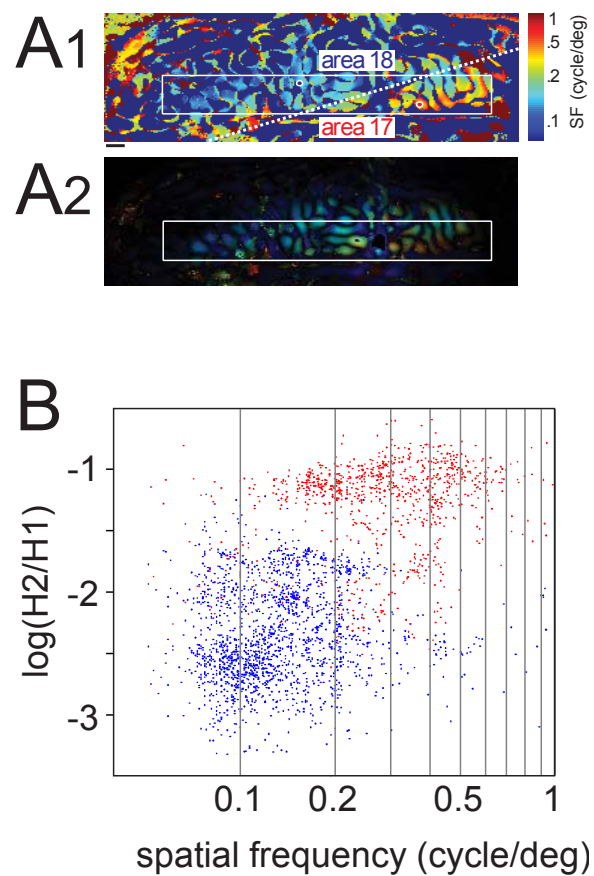 A1
area 18
area 17
1
.5
.2
.1
SF (cycle/deg)
A2
B
log(H2/H1)
-1
-2
-3
0.1 0.2 0.5 1
spatial frequency (cycle/deg)